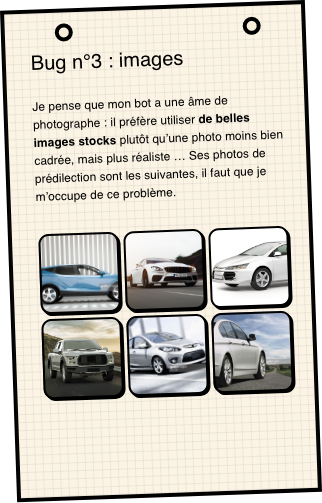 Bug n°3 : images
Je pense que mon bot a une âme de
photographe : il préfère utiliser de belles
images stocks plutôt qu'une photo moins bien
cadrée, mais plus réaliste ... Ses photos de
prédilection sont les suivantes, il faut que je
m'occupe de ce problème.